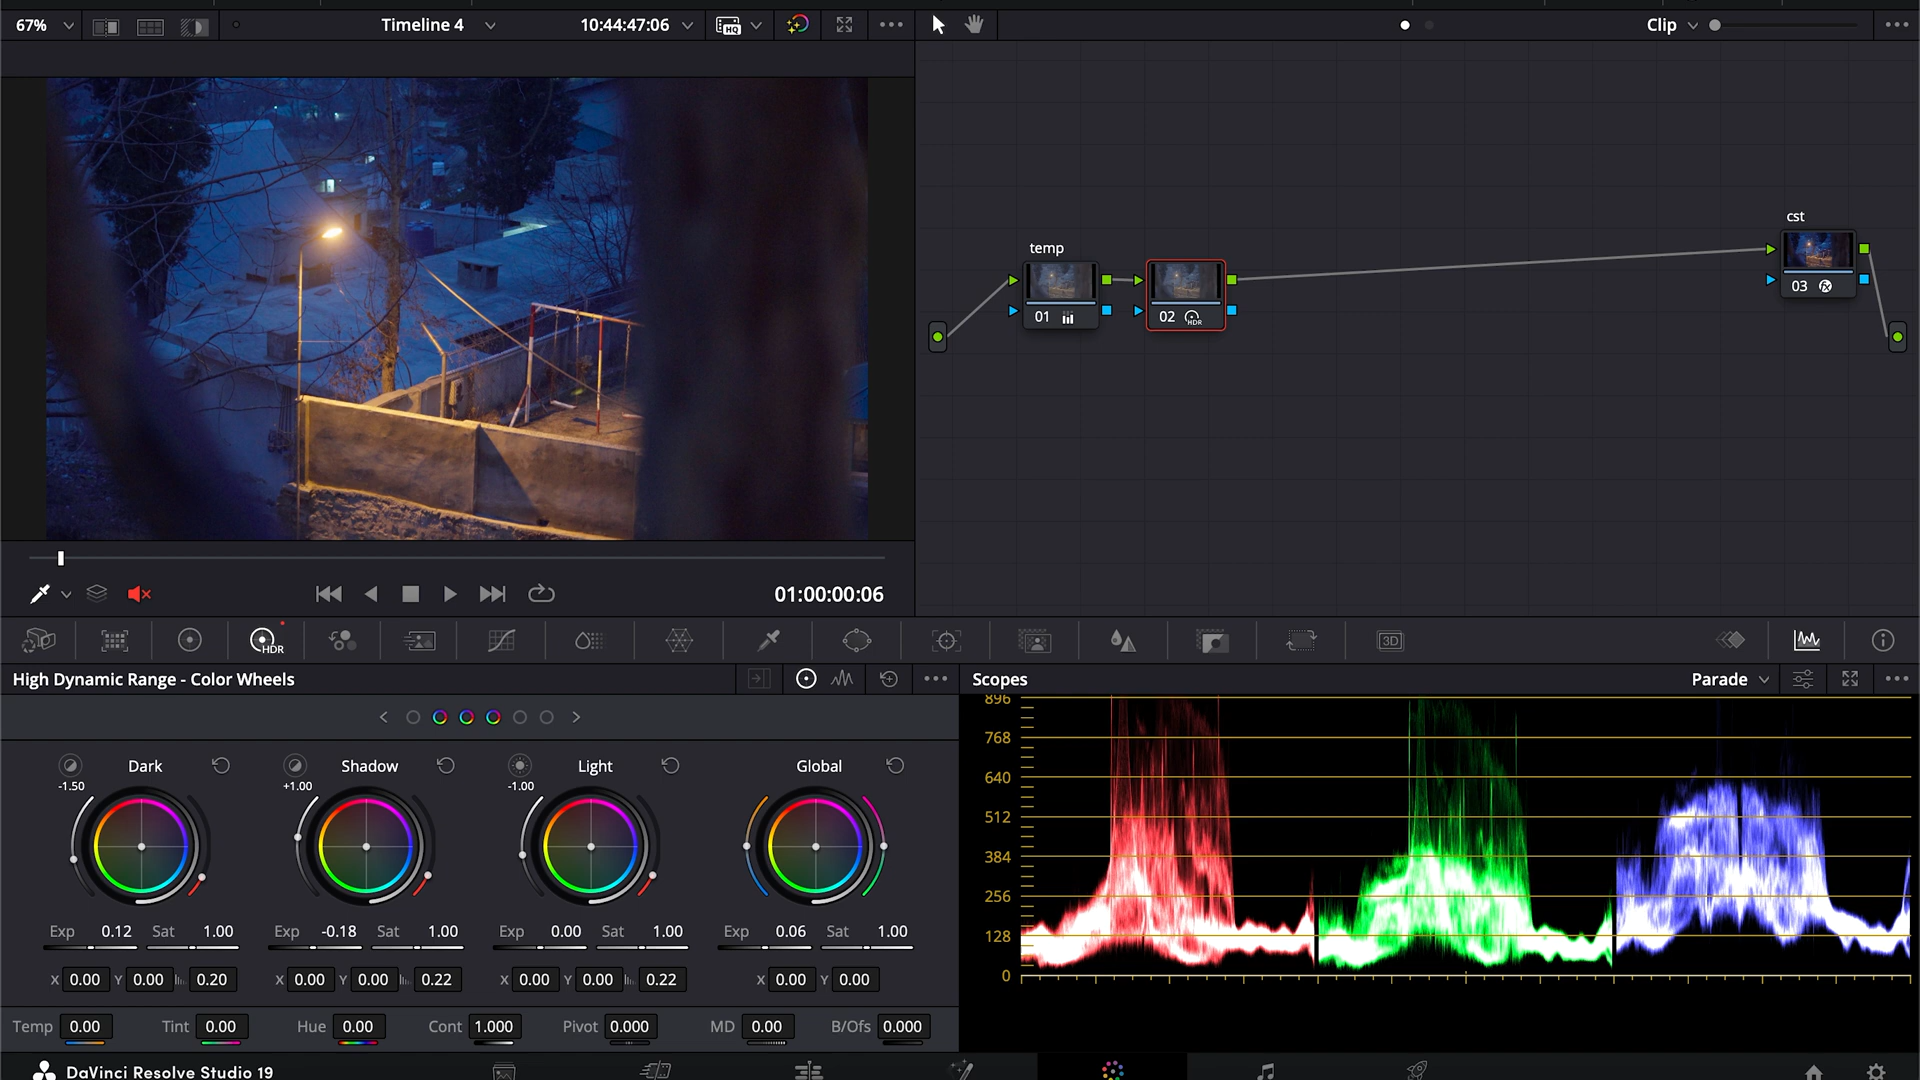 67%
Timeline 4
10:44:47:06
HQ
Clip
temp
01
02
HDR
cst
03
01:00:00:06
HDR
3D
High Dynamic Range - Color Wheels
Scopes
Parade
Dark
-1.50
Shadow
+1.00
Light
-1.00
Global
Exp 0.12 Sat 1.00
Exp -0.18 Sat 1.00
Exp 0.00 Sat 1.00
Exp 0.06 Sat 1.00
X 0.00 Y 0.00 0.20
X 0.00 Y 0.00 0.22
X 0.00 Y 0.00 0.22
X 0.00 Y 0.00
Temp 0.00 Tint 0.00 Hue 0.00 Cont 1.000 Pivot 0.000 MD 0.00 B/Ofs 0.000
896
768
640
512
384
256
128
0
DaVinci Resolve Studio 19